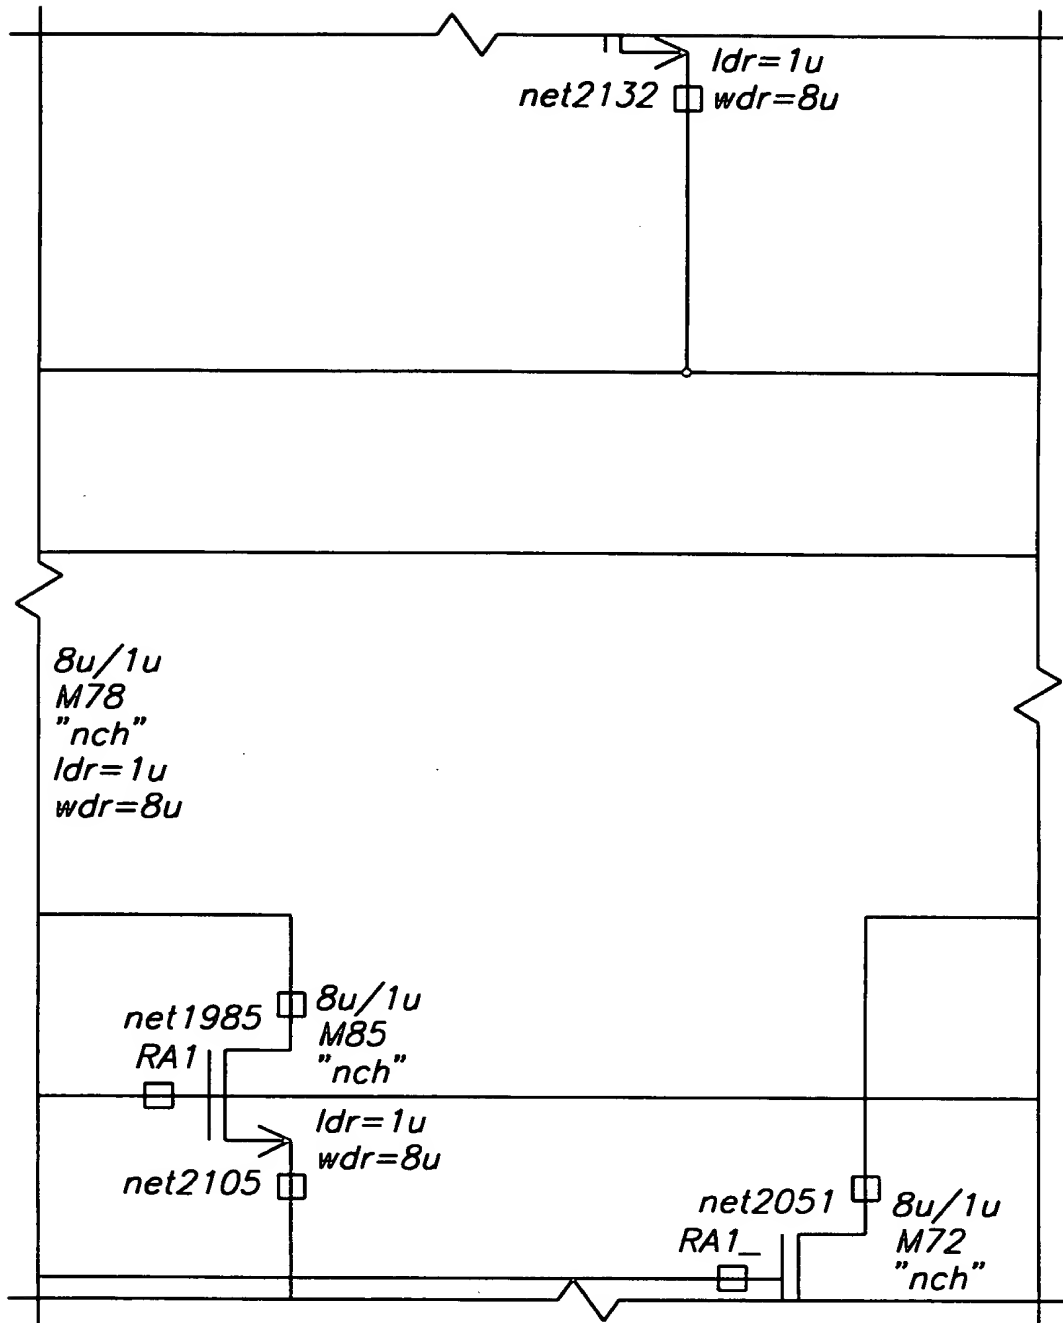 ldr=1u
net2132 wdr=8u
8u/1u
M78
"nch"
ldr=1u
wdr=8u
net1985 8u/1u
M85
RA1 "nch"
ldr=1u
wdr=8u
net2105
net2051 8u/1u
RA1_ M72
"nch"